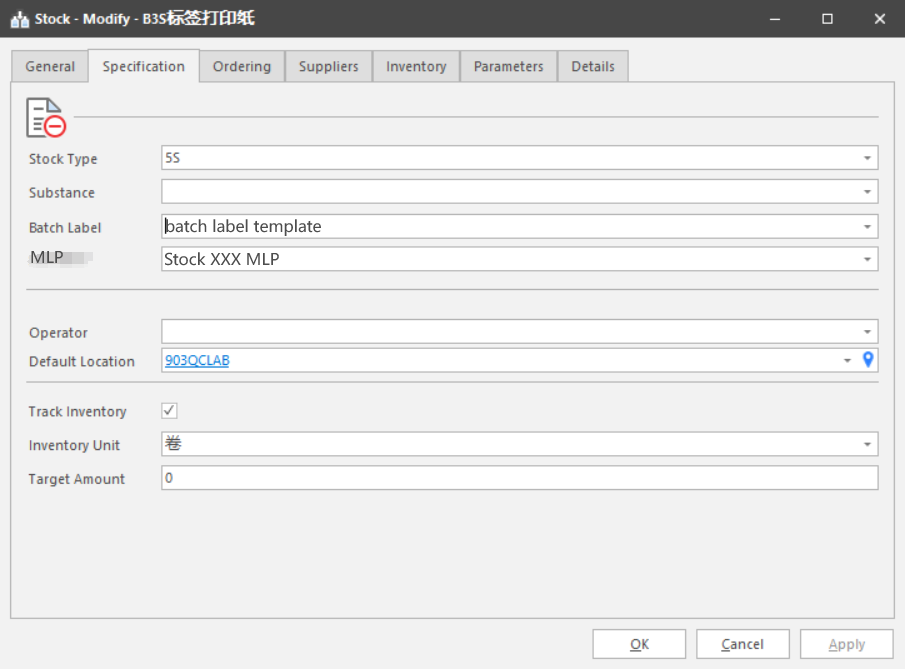 Stock - Modify - B3S标签打印纸
General Specification Ordering Suppliers Inventory Parameters Details
Stock Type 5S
Substance
Batch Label batch label template
MLP Stock XXX MLP
Operator
Default Location 903QCLAB
Track Inventory
Inventory Unit 卷
Target Amount 0
OK Cancel Apply